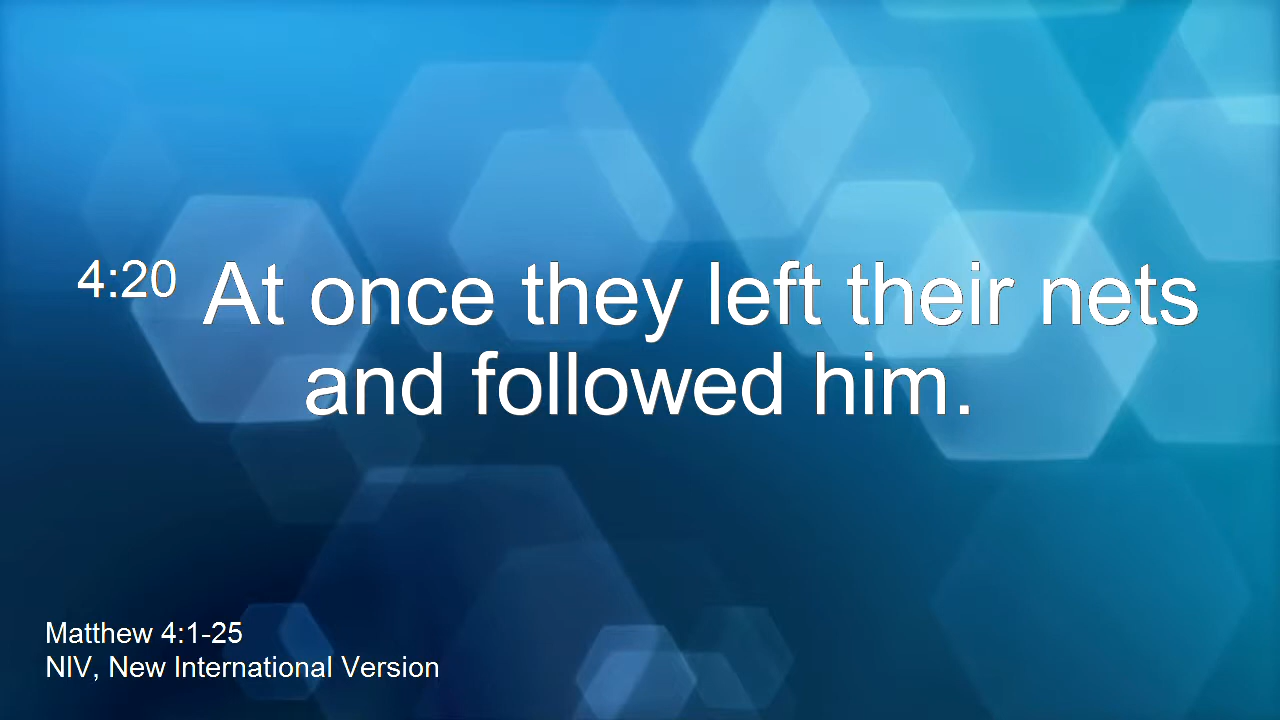 4:20 At once they left their nets
and followed him.
Matthew 4:1-25
NIV, New International Version